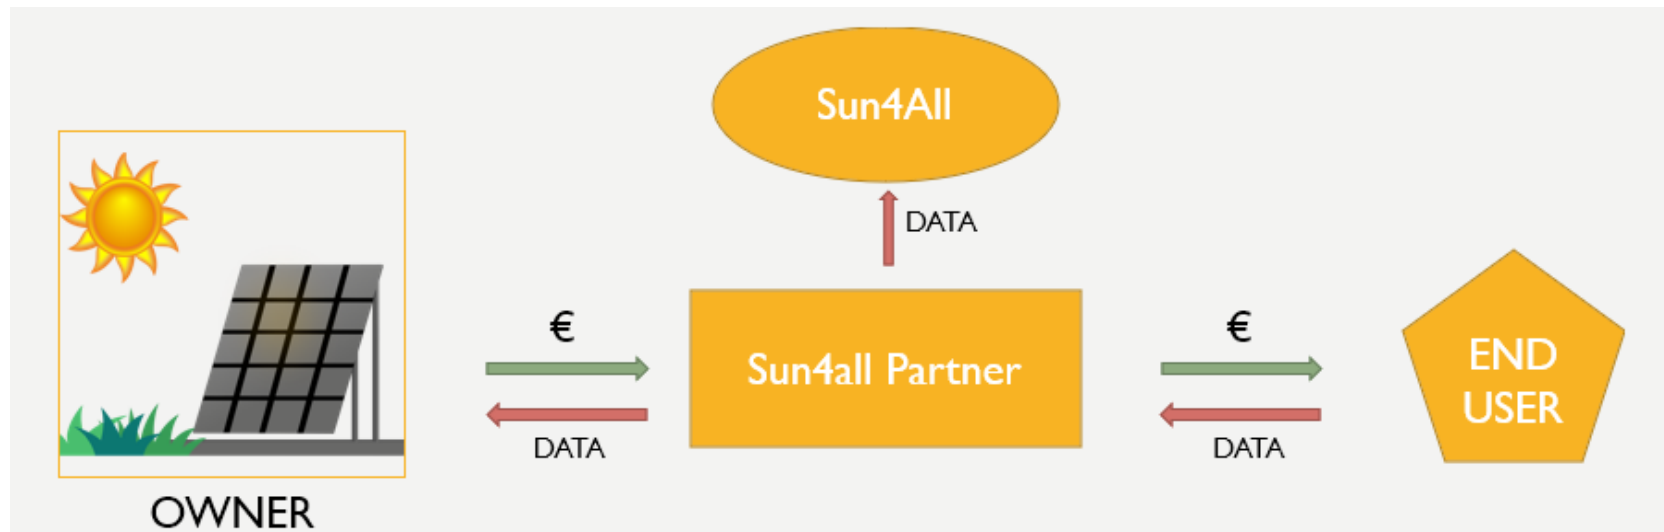 Sun4All
DATA
€
€
Sun4all Partner
END
USER
DATA
DATA
OWNER